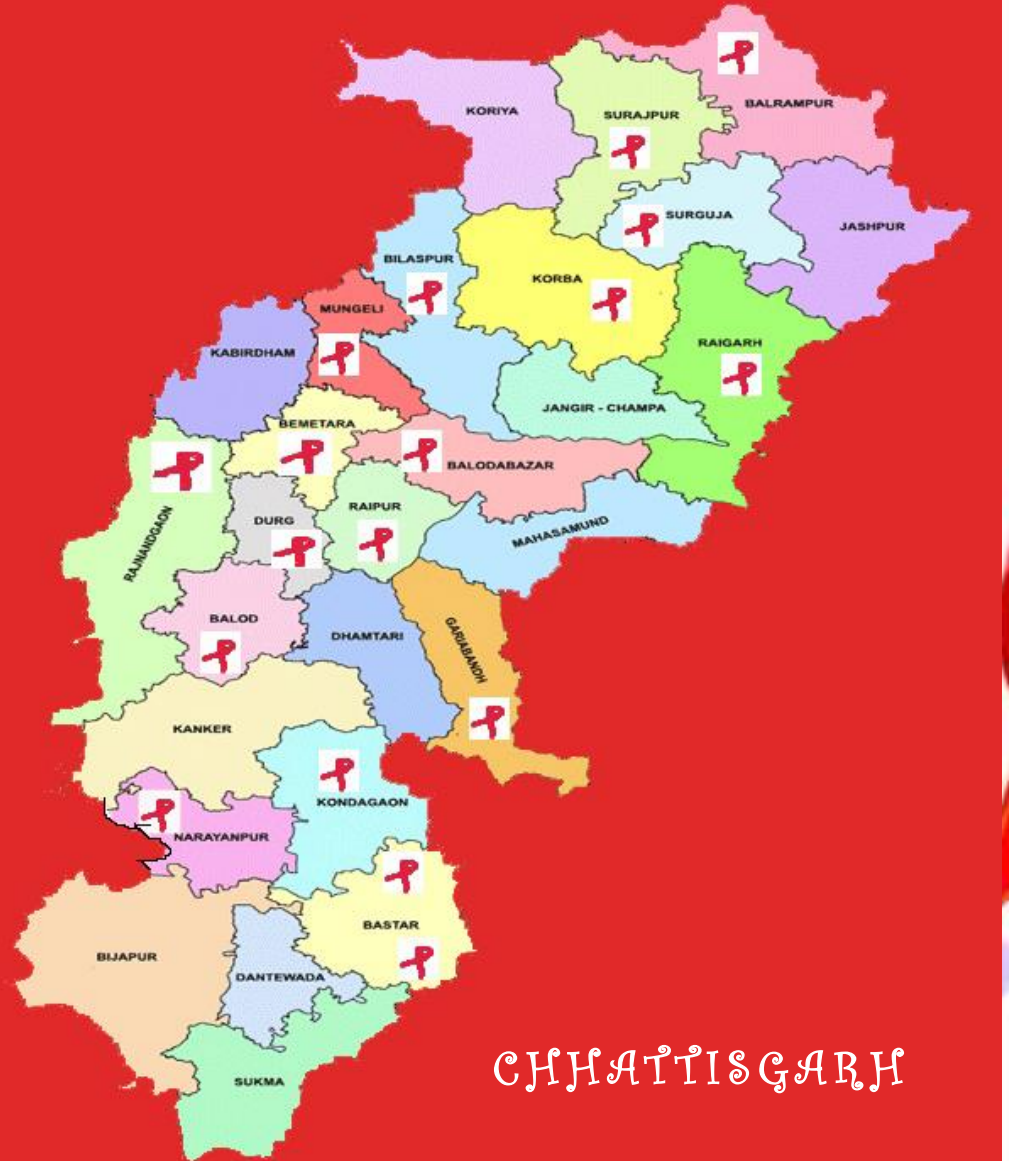 KORIYA
SURAJPUR
BALRAMPUR
SURGUJA
JASHPUR
BILASPUR
KORBA
MUNGELI
KABIRDHAM
RAIGARH
JANGIR - CHAMPA
BEMETARA
BALODABAZAR
RAIPUR
DURG
MAHASAMUND
RAJNANDGAON
BALOD
DHAMTARI
GARIABANDH
KANKER
KONDAGAON
NARAYANPUR
BASTAR
BIJAPUR
DANTEWADA
SUKMA
CHHATTISGARH